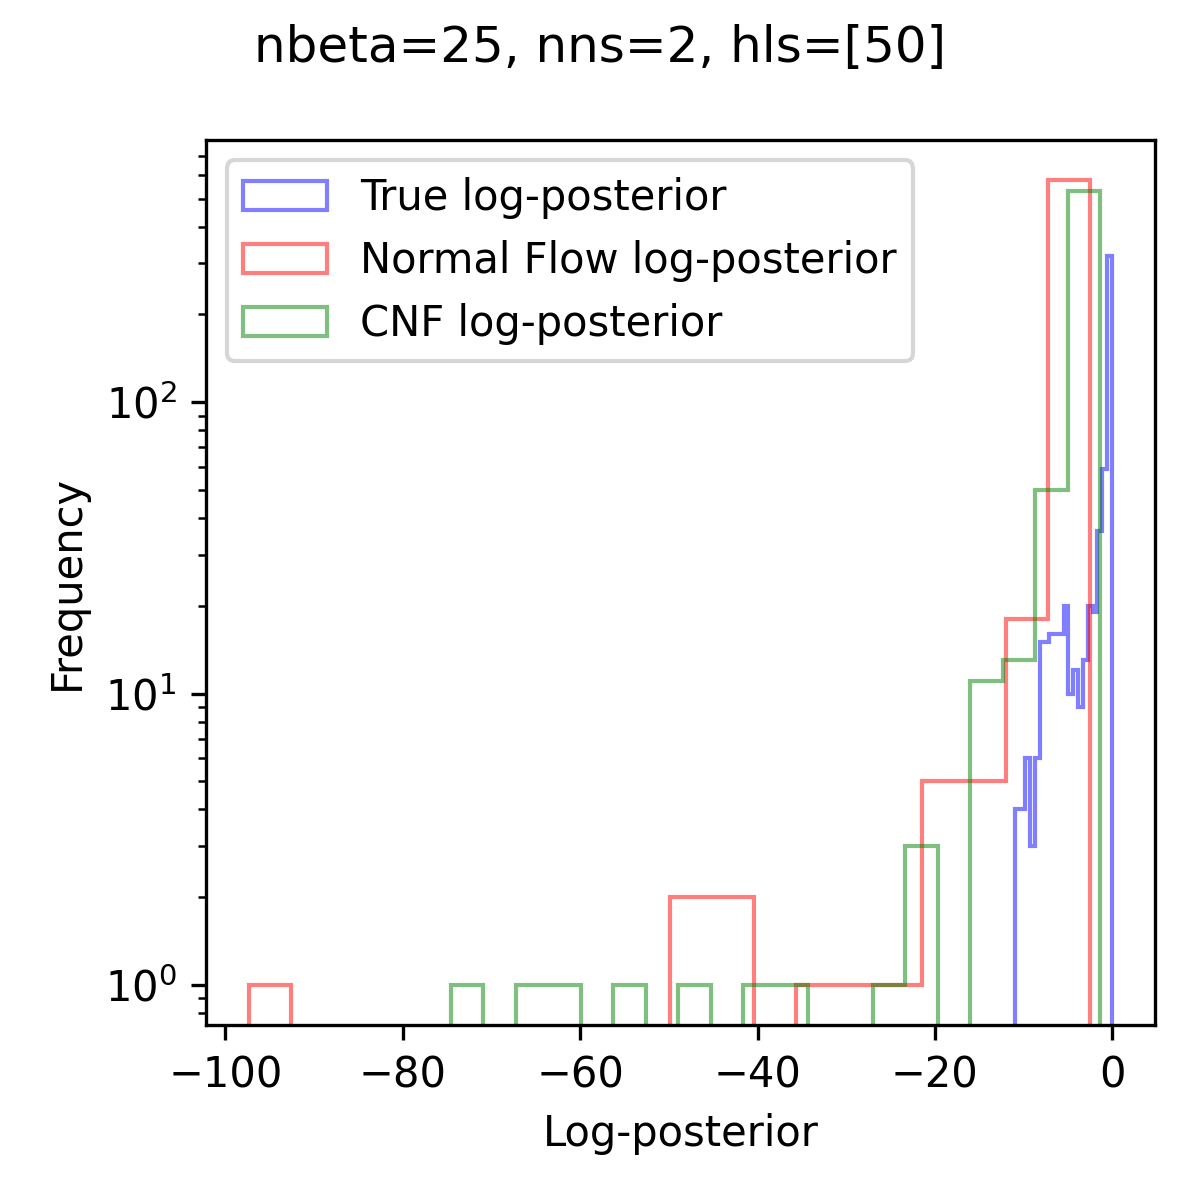 nbeta=25, nns=2, hls=[50]
True log-posterior
Normal Flow log-posterior
CNF log-posterior
Frequency
10²
10¹
10⁰
−100 −80 −60 −40 −20 0
Log-posterior